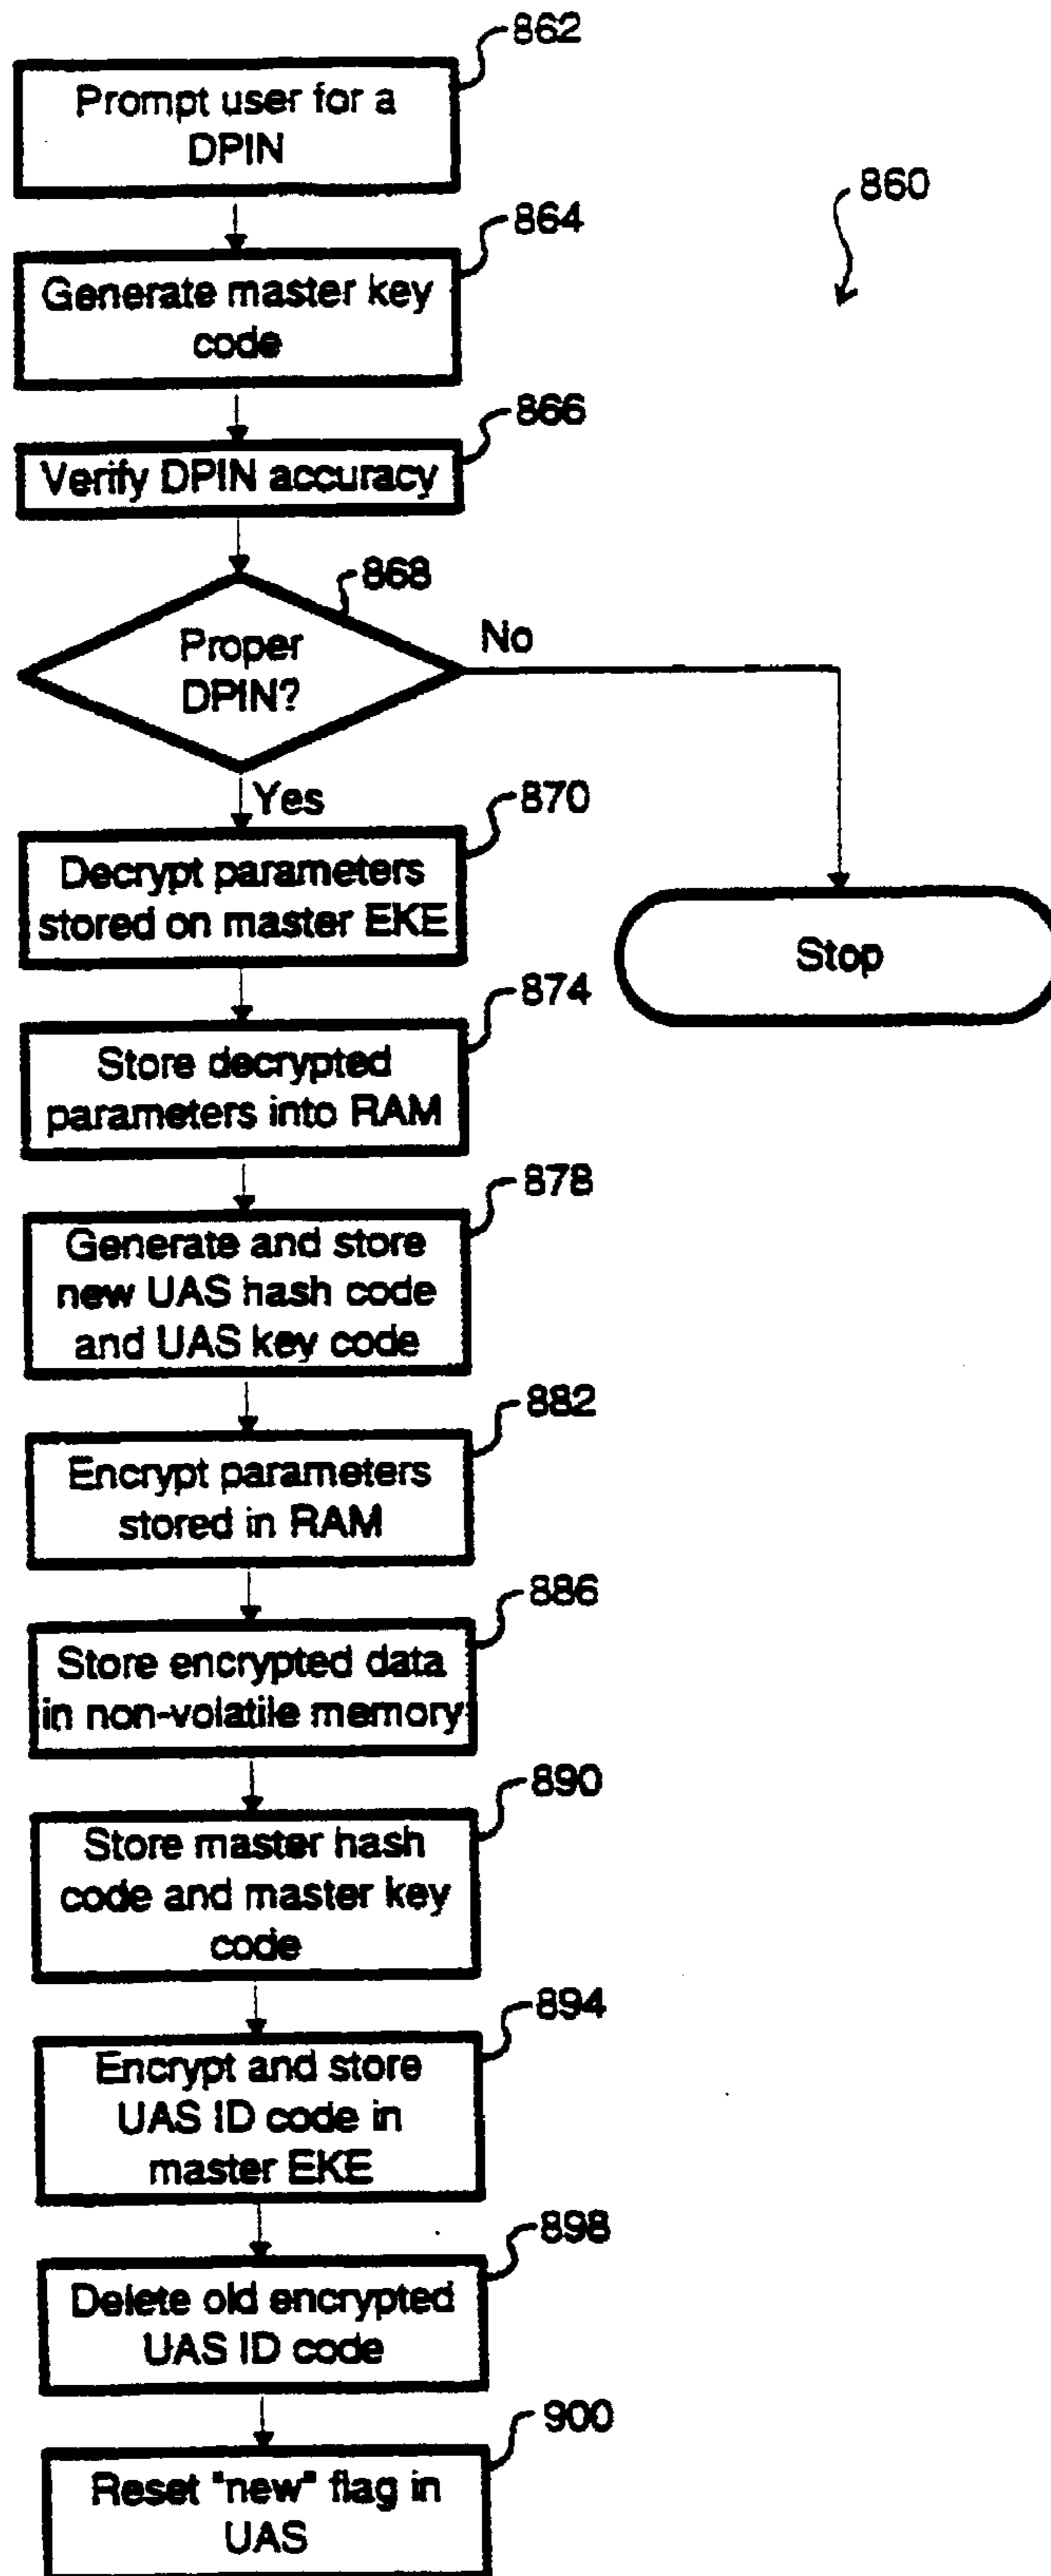 862
Prompt user for a
DPIN
860
864
Generate master key
code
866
Verify DPIN accuracy
868
Proper
DPIN?
No
Yes
870
Decrypt parameters
stored on master EKE
Stop
874
Store decrypted
parameters into RAM
878
Generate and store
new UAS hash code
and UAS key code
882
Encrypt parameters
stored in RAM
886
Store encrypted data
in non-volatile memory
890
Store master hash
code and master key
code
894
Encrypt and store
UAS ID code in
master EKE
898
Delete old encrypted
UAS ID code
900
Reset "new" flag in
UAS